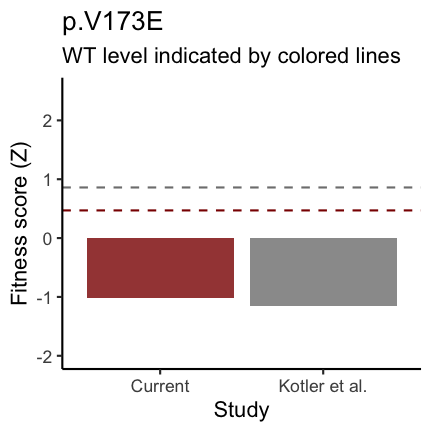 p.V173E
WT level indicated by colored lines
Fitness score (Z)
2
1
0
-1
-2
Current
Kotler et al.
Study